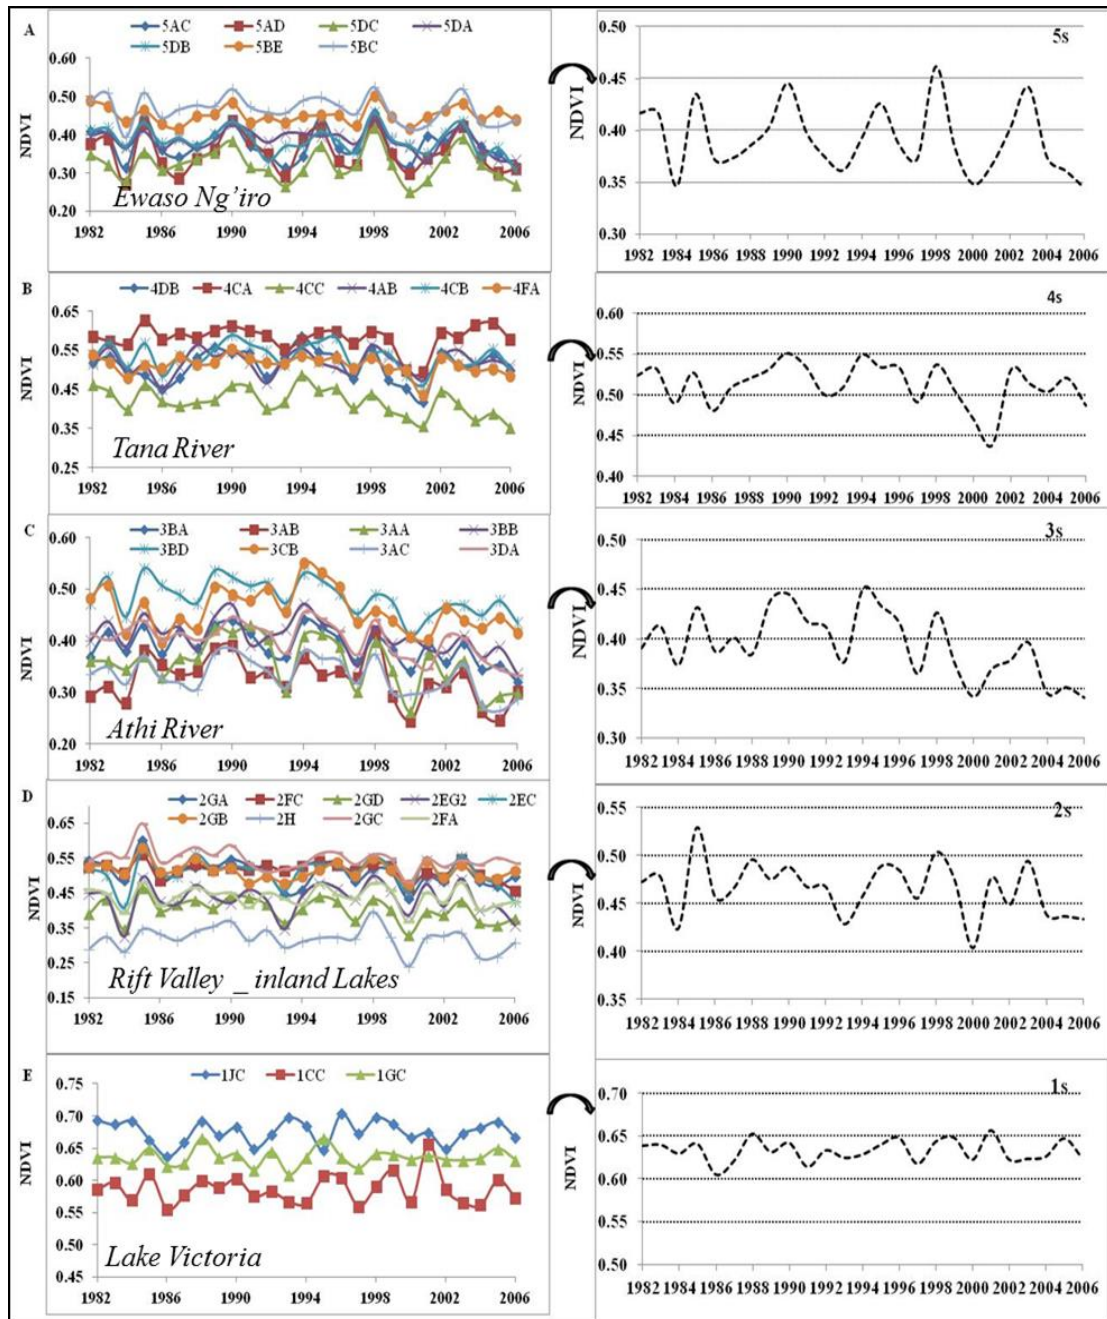 A
5AC 5AD 5DC 5DA
5DB 5BE 5BC
NDVI
0.60
0.50
0.40
0.30
0.20
Ewaso Ng’iro
1982 1986 1990 1994 1998 2002 2006
5s
NDVI
0.50
0.45
0.40
0.35
0.30
1982 1984 1986 1988 1990 1992 1994 1996 1998 2000 2002 2004 2006
B
4DB 4CA 4CC 4AB 4CB 4FA
NDVI
0.65
0.55
0.45
0.35
0.25
Tana River
1982 1986 1990 1994 1998 2002 2006
4s
NDVI
0.60
0.55
0.50
0.45
0.40
1982 1984 1986 1988 1990 1992 1994 1996 1998 2000 2002 2004 2006
C
3BA 3AB 3AA 3BB
3BD 3CB 3AC 3DA
NDVI
0.60
0.50
0.40
0.30
0.20
Athi River
1982 1986 1990 1994 1998 2002 2006
3s
NDVI
0.50
0.45
0.40
0.35
0.30
1982 1984 1986 1988 1990 1992 1994 1996 1998 2000 2002 2004 2006
D
2GA 2FC 2GD 2EG2 2EC
2GB 2H 2GC 2FA
NDVI
0.65
0.55
0.45
0.35
0.25
0.15
Rift Valley _ inland Lakes
1982 1986 1990 1994 1998 2002 2006
2s
NDVI
0.55
0.50
0.45
0.40
0.35
1982 1984 1986 1988 1990 1992 1994 1996 1998 2000 2002 2004 2006
E
1JC 1CC 1GC
NDVI
0.75
0.70
0.65
0.60
0.55
0.50
0.45
Lake Victoria
1982 1986 1990 1994 1998 2002 2006
1s
NDVI
0.70
0.65
0.60
0.55
0.50
1982 1984 1986 1988 1990 1992 1994 1996 1998 2000 2002 2004 2006